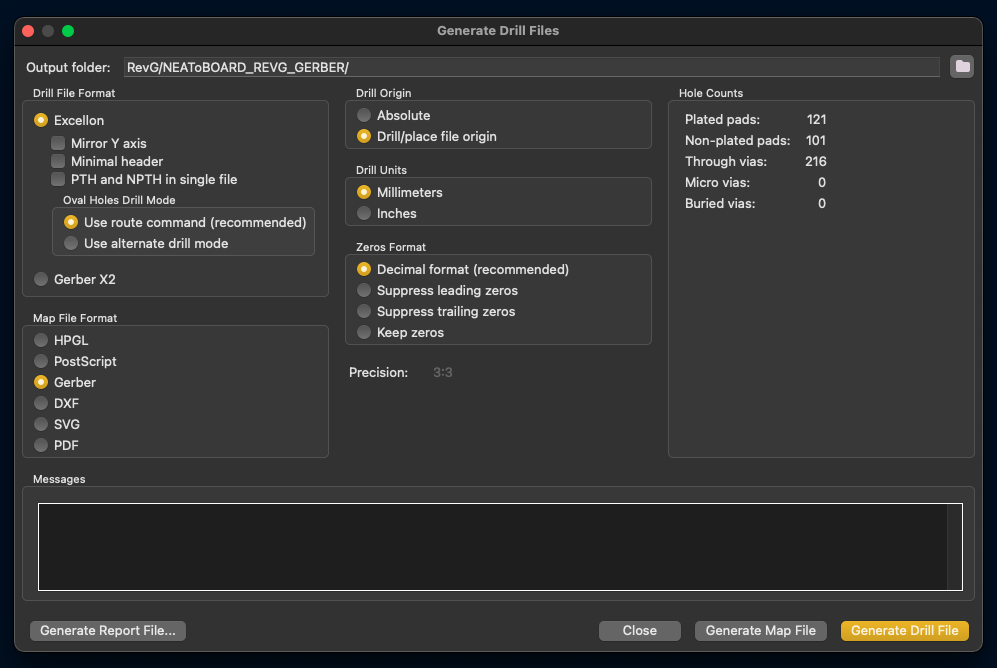 Generate Drill Files
Output folder: RevG/NEAToBOARD_REVG_GERBER/
Drill File Format
Excellon
Mirror Y axis
Minimal header
PTH and NPTH in single file
Oval Holes Drill Mode
Use route command (recommended)
Use alternate drill mode
Gerber X2
Map File Format
HPGL
PostScript
Gerber
DXF
SVG
PDF
Drill Origin
Absolute
Drill/place file origin
Drill Units
Millimeters
Inches
Zeros Format
Decimal format (recommended)
Suppress leading zeros
Suppress trailing zeros
Keep zeros
Precision: 3:3
Hole Counts
Plated pads: 121
Non-plated pads: 101
Through vias: 216
Micro vias: 0
Buried vias: 0
Messages
Generate Report File... Close Generate Map File Generate Drill File